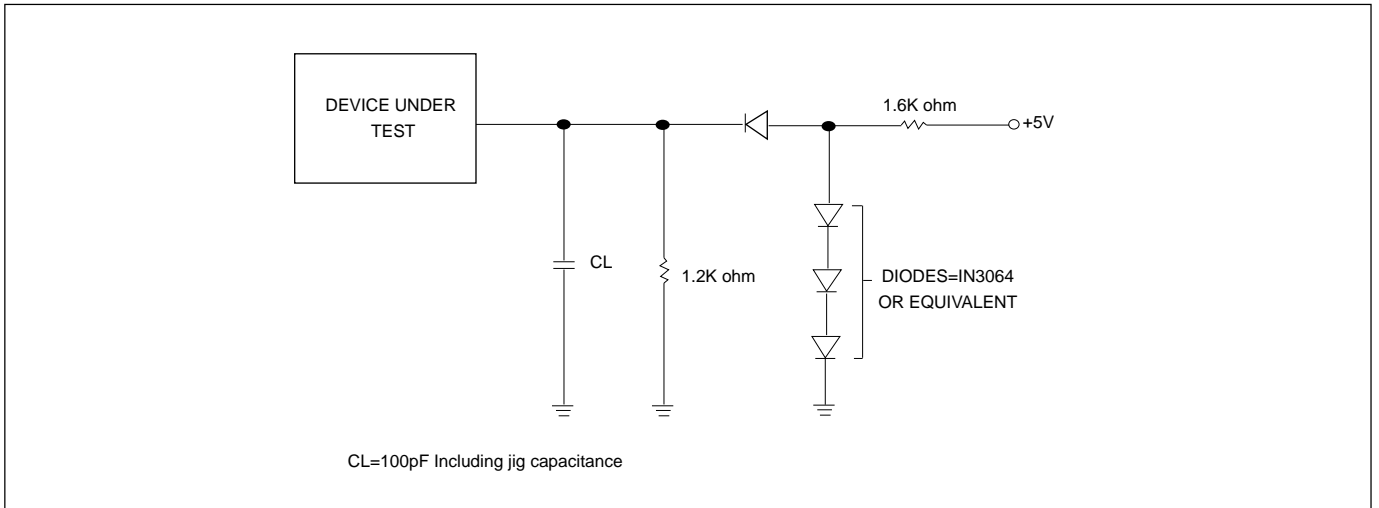 DEVICE UNDER
TEST
1.6K ohm
+5V
CL
1.2K ohm
DIODES=IN3064
OR EQUIVALENT
CL=100pF Including jig capacitance